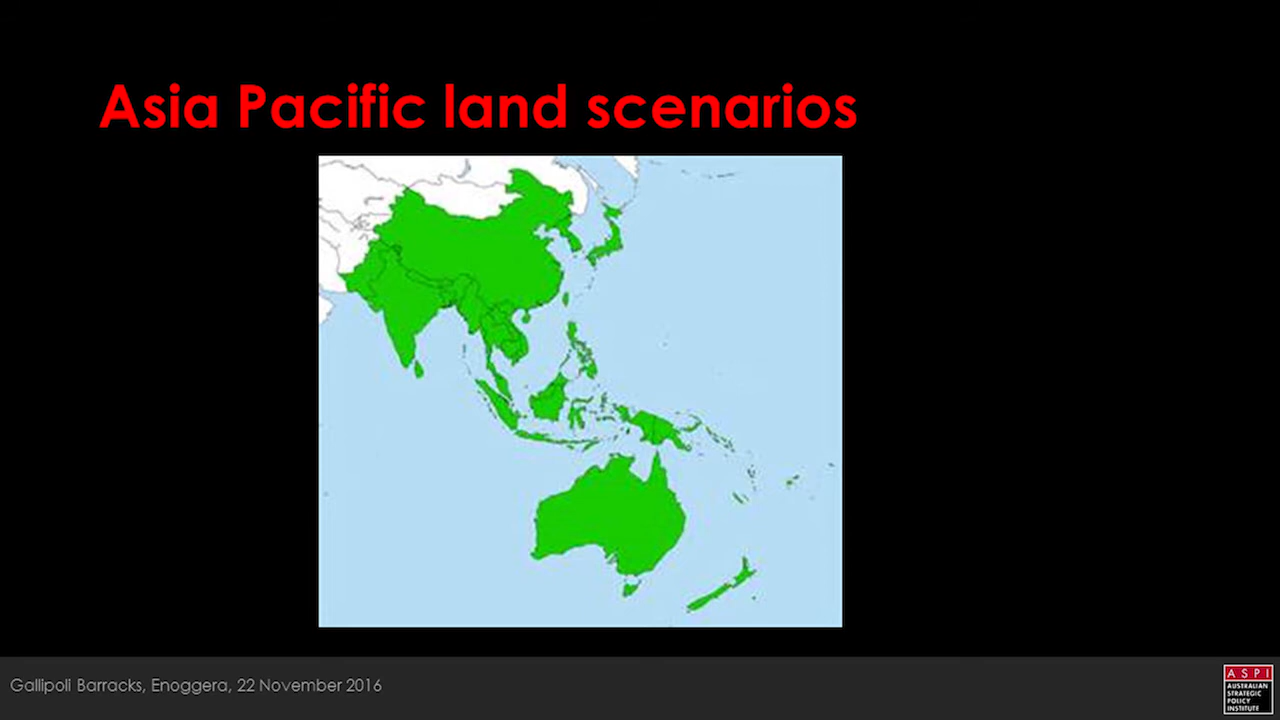 Asia Pacific land scenarios
Gallipoli Barracks, Enoggera, 22 November 2016
ASPI
AUSTRALIAN
STRATEGIC
POLICY
INSTITUTE